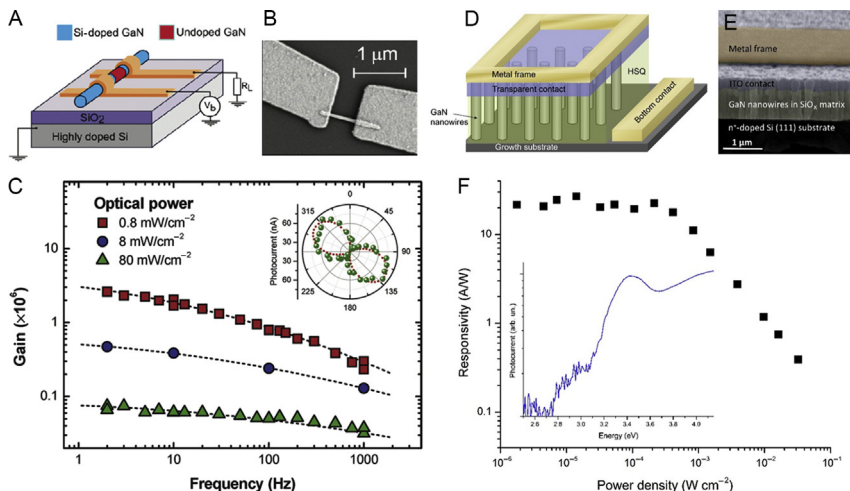 A
Si-doped GaN
Undoped GaN
R_L
V_b
SiO₂
Highly doped Si
B
1 μm
D
Metal frame
HSQ
Transparent contact
GaN
nanowires
Bottom contact
Growth substrate
E
Metal frame
ITO contact
GaN nanowires in SiOₓ matrix
n⁺-doped Si (111) substrate
1 μm
C
Optical power
0.8 mW/cm⁻²
8 mW/cm⁻²
80 mW/cm⁻²
Gain (×10⁶)
10
1
0.1
1
10
100
1000
Frequency (Hz)
Photocurrent (nA)
60
30
0
30
60
0
45
90
135
180
225
315
F
Responsivity (A/W)
100
10
1
0.1
10⁻⁶
10⁻⁵
10⁻⁴
10⁻³
10⁻²
10⁻¹
Power density (W cm⁻²)
Photocurrent (arb. un.)
2.6
2.8
3.0
3.2
3.4
3.6
3.8
4.0
Energy (eV)